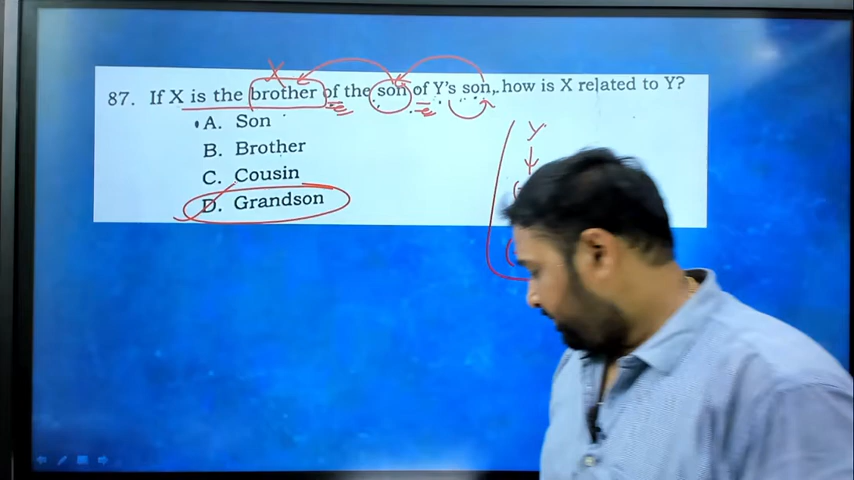 X
87. If X is the brother of the son of Y's son, how is X related to Y?
A. Son
B. Brother
C. Cousin
D. Grandson
Y